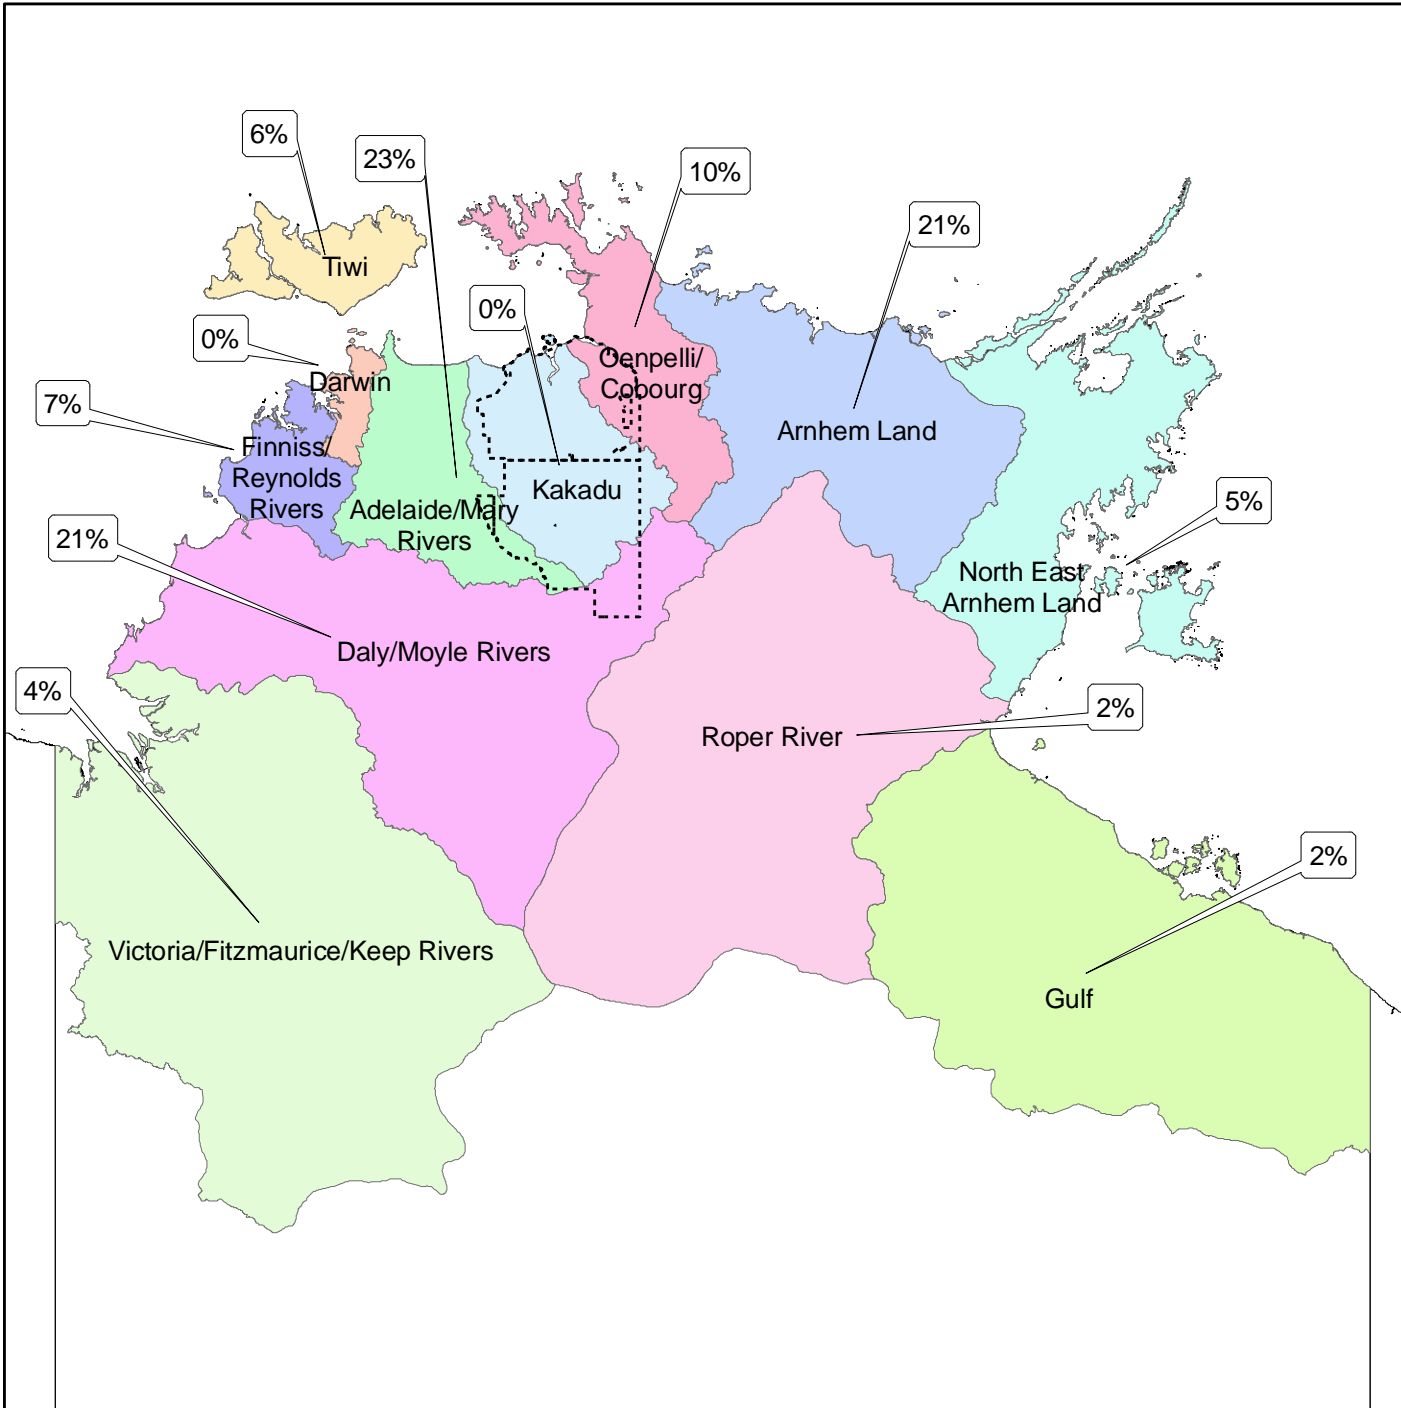 6%
23%
10%
21%
Tiwi
0%
0%
Darwin
Oenpelli/
Cobourg
7%
Arnhem Land
Finniss/
Reynolds
Rivers
Kakadu
5%
Adelaide/Mary
Rivers
21%
North East
Arnhem Land
Daly/Moyle Rivers
4%
2%
Roper River
2%
Victoria/Fitzmaurice/Keep Rivers
Gulf